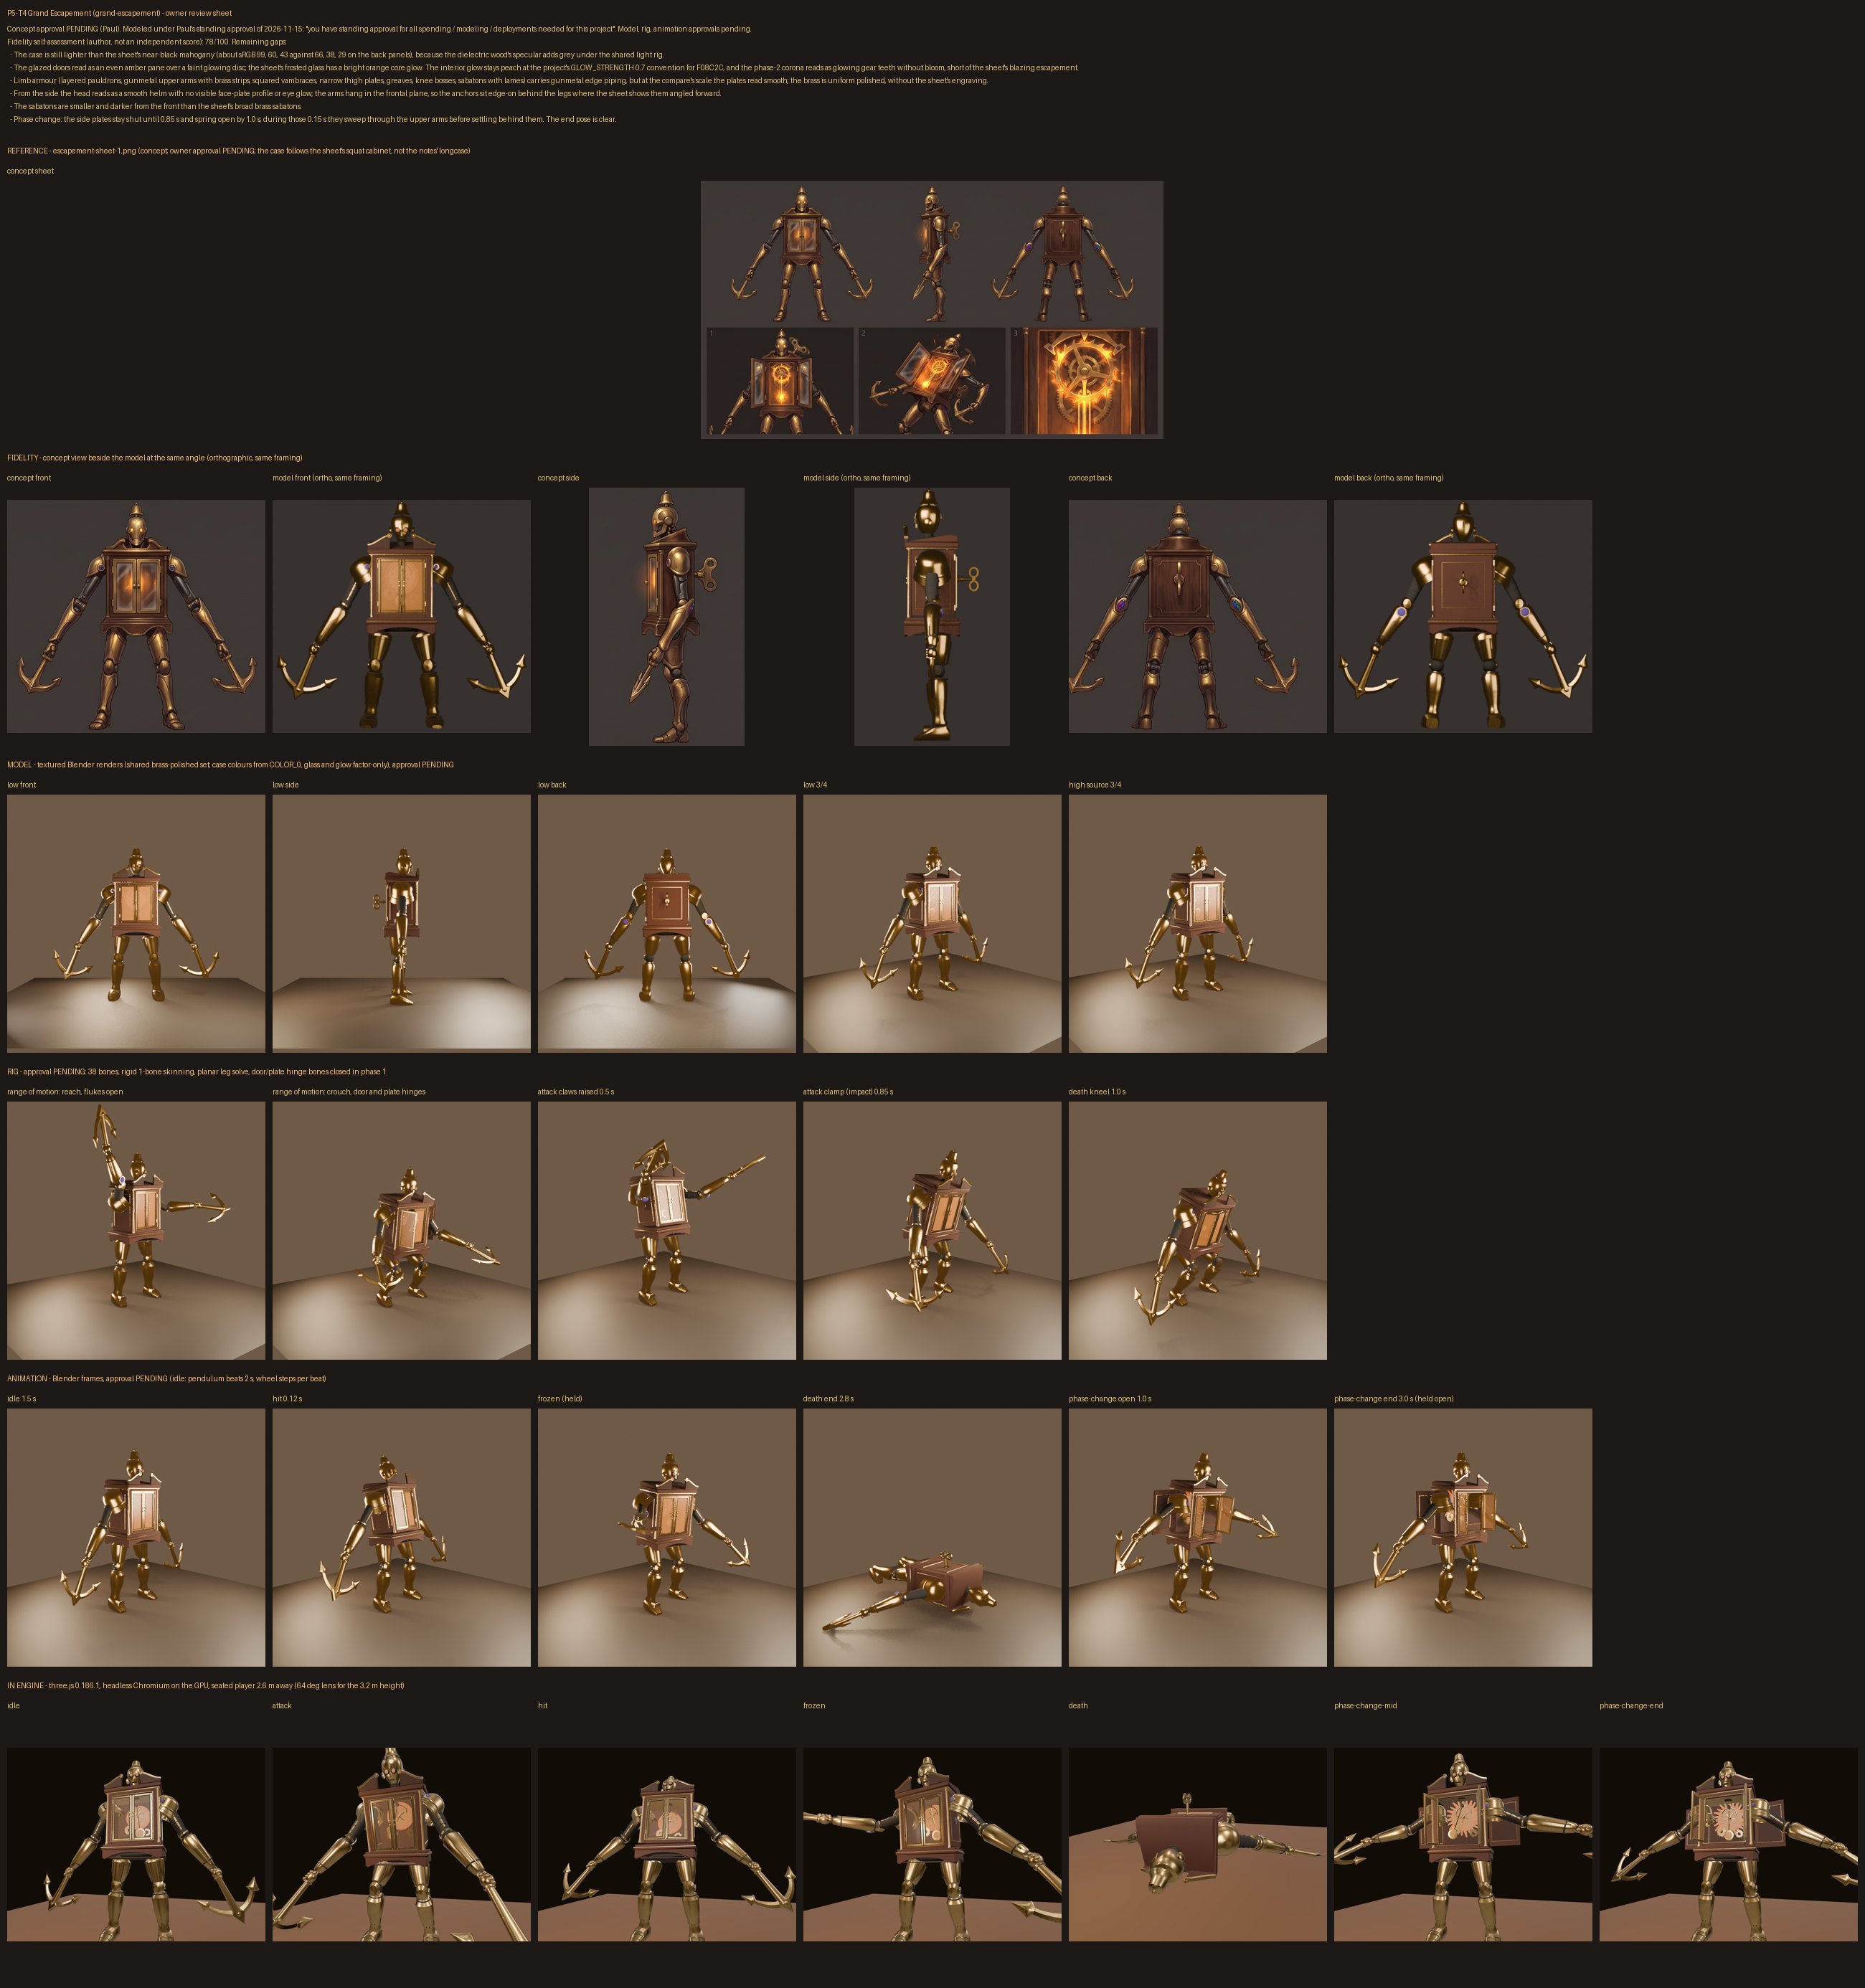 P5-T4 Grand Escapement (grand-escapement) - owner review sheet
Concept approval PENDING (Paul). Modeled under Paul's standing approval of 2026-11-15: "you have standing approval for all spending / modeling / deployments needed for this project". Model, rig, animation approvals pending.
Fidelity self-assessment (author, not an independent score): 78/100. Remaining gaps:
- The case is still lighter than the sheet's near-black mahogany (about sRGB 99, 60, 43 against 66, 38, 29 on the back panels), because the dielectric wood's specular adds grey under the shared light rig.
- The glazed doors read as an even amber pane over a faint glowing disc; the sheet's frosted glass has a bright orange core glow. The interior glow stays peach at the project's GLOW_STRENGTH 0.7 convention for F08C2C, and the phase-2 corona reads as glowing gear teeth without bloom, short of the sheet's blazing escapement.
- Limb armour (layered pauldrons, gunmetal upper arms with brass strips, squared vambraces, narrow thigh plates, greaves, knee bosses, sabatons with lames) carries gunmetal edge piping, but at the compare's scale the plates read smooth; the brass is uniform polished, without the sheet's engraving.
- From the side the head reads as a smooth helm with no visible face-plate profile or eye glow; the arms hang in the frontal plane, so the anchors sit edge-on behind the legs where the sheet shows them angled forward.
- The sabatons are smaller and darker from the front than the sheet's broad brass sabatons.
- Phase change: the side plates stay shut until 0.85 s and spring open by 1.0 s; during those 0.15 s they sweep through the upper arms before settling behind them. The end pose is clear.
REFERENCE - escapement-sheet-1.png (concept; owner approval PENDING; the case follows the sheet's squat cabinet, not the notes' longcase)
concept sheet
1
2
3
FIDELITY - concept view beside the model at the same angle (orthographic, same framing)
concept front
model front (ortho, same framing)
concept side
model side (ortho, same framing)
concept back
model back (ortho, same framing)
MODEL - textured Blender renders (shared brass-polished set; case colours from COLOR_0, glass and glow factor-only), approval PENDING
low front
low side
low back
low 3/4
high source 3/4
RIG - approval PENDING: 38 bones, rigid 1-bone skinning, planar leg solve, door/plate hinge bones closed in phase 1
range of motion: reach, flukes open
range of motion: crouch, door and plate hinges
attack claws raised 0.5 s
attack clamp (impact) 0.85 s
death kneel 1.0 s
ANIMATION - Blender frames, approval PENDING (idle: pendulum beats 2 s, wheel steps per beat)
idle 1.5 s
hit 0.12 s
frozen (held)
death end 2.8 s
phase-change open 1.0 s
phase-change end 3.0 s (held open)
IN ENGINE - three.js 0.186.1, headless Chromium on the GPU, seated player 2.6 m away (64 deg lens for the 3.2 m height)
idle
attack
hit
frozen
death
phase-change-mid
phase-change-end